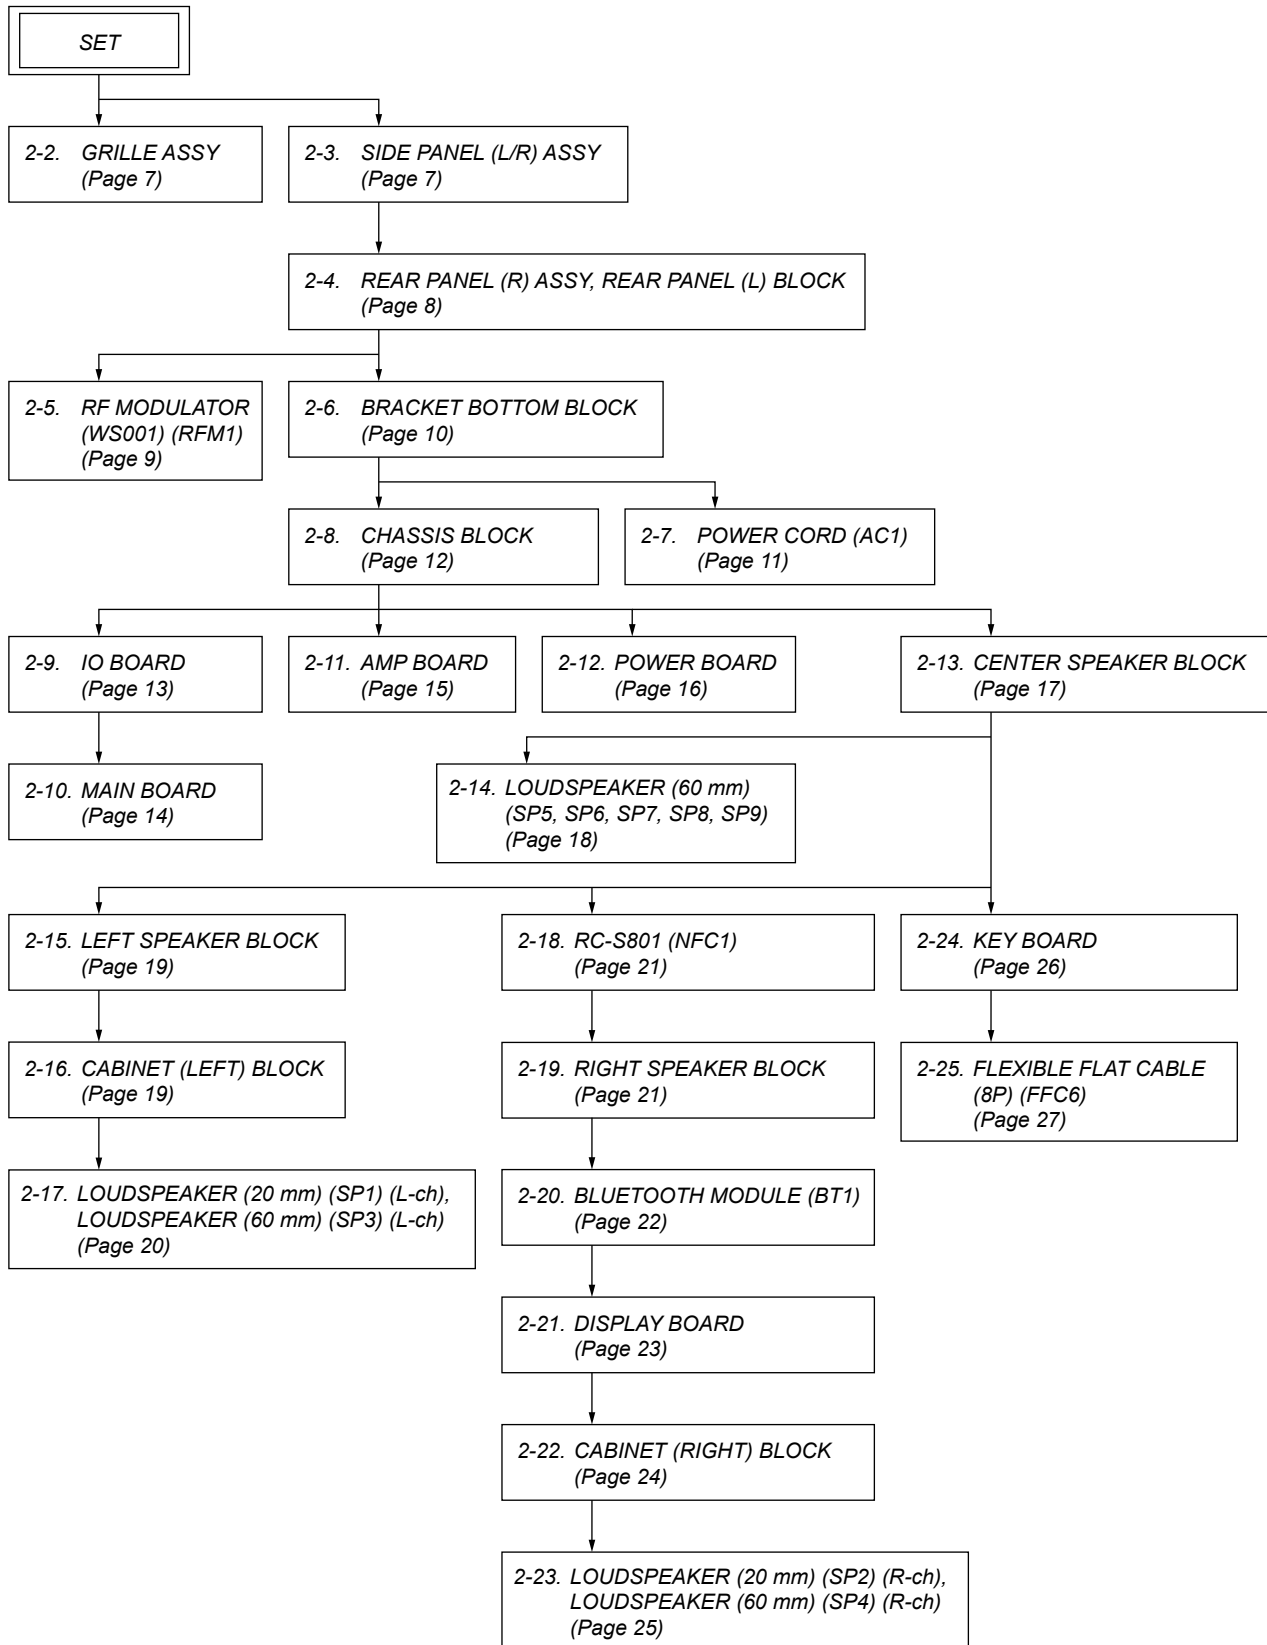 SET
2-2. GRILLE ASSY
(Page 7)
2-3. SIDE PANEL (L/R) ASSY
(Page 7)
2-4. REAR PANEL (R) ASSY, REAR PANEL (L) BLOCK
(Page 8)
2-5. RF MODULATOR
(WS001) (RFM1)
(Page 9)
2-6. BRACKET BOTTOM BLOCK
(Page 10)
2-8. CHASSIS BLOCK
(Page 12)
2-7. POWER CORD (AC1)
(Page 11)
2-9. IO BOARD
(Page 13)
2-11. AMP BOARD
(Page 15)
2-12. POWER BOARD
(Page 16)
2-13. CENTER SPEAKER BLOCK
(Page 17)
2-10. MAIN BOARD
(Page 14)
2-14. LOUDSPEAKER (60 mm)
(SP5, SP6, SP7, SP8, SP9)
(Page 18)
2-15. LEFT SPEAKER BLOCK
(Page 19)
2-18. RC-S801 (NFC1)
(Page 21)
2-24. KEY BOARD
(Page 26)
2-16. CABINET (LEFT) BLOCK
(Page 19)
2-19. RIGHT SPEAKER BLOCK
(Page 21)
2-25. FLEXIBLE FLAT CABLE
(8P) (FFC6)
(Page 27)
2-17. LOUDSPEAKER (20 mm) (SP1) (L-ch),
LOUDSPEAKER (60 mm) (SP3) (L-ch)
(Page 20)
2-20. BLUETOOTH MODULE (BT1)
(Page 22)
2-21. DISPLAY BOARD
(Page 23)
2-22. CABINET (RIGHT) BLOCK
(Page 24)
2-23. LOUDSPEAKER (20 mm) (SP2) (R-ch),
LOUDSPEAKER (60 mm) (SP4) (R-ch)
(Page 25)